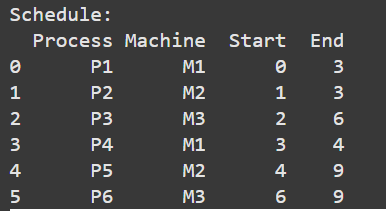 Schedule:
Process Machine Start End
0 P1 M1 0 3
1 P2 M2 1 3
2 P3 M3 2 6
3 P4 M1 3 4
4 P5 M2 4 9
5 P6 M3 6 9